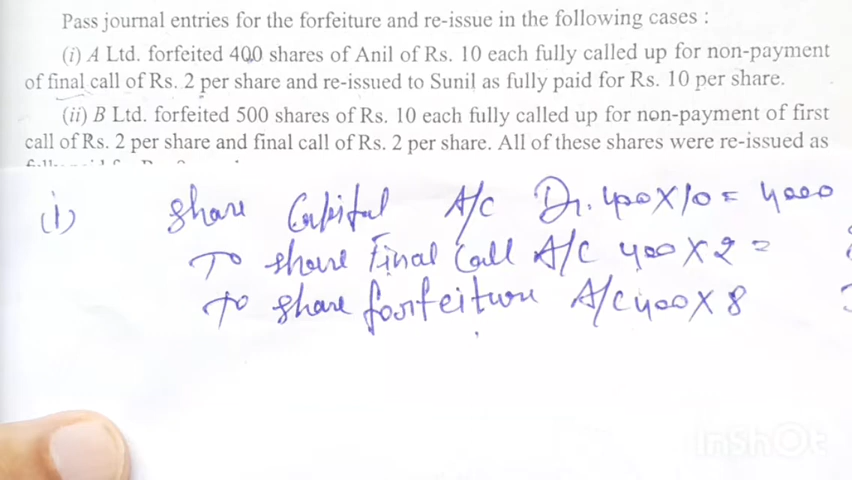 Pass journal entries for the forfeiture and re-issue in the following cases :
(i) A Ltd. forfeited 400 shares of Anil of Rs. 10 each fully called up for non-payment
of final call of Rs. 2 per share and re-issued to Sunil as fully paid for Rs. 10 per share.
(ii) B Ltd. forfeited 500 shares of Rs. 10 each fully called up for non-payment of first
call of Rs. 2 per share and final call of Rs. 2 per share. All of these shares were re-issued as
(i) Share Capital A/c Dr. 400 X 10 = 4000
To share Final Call A/C 400 X 2 =
To share forfeiture A/C 400 X 8
InShOt